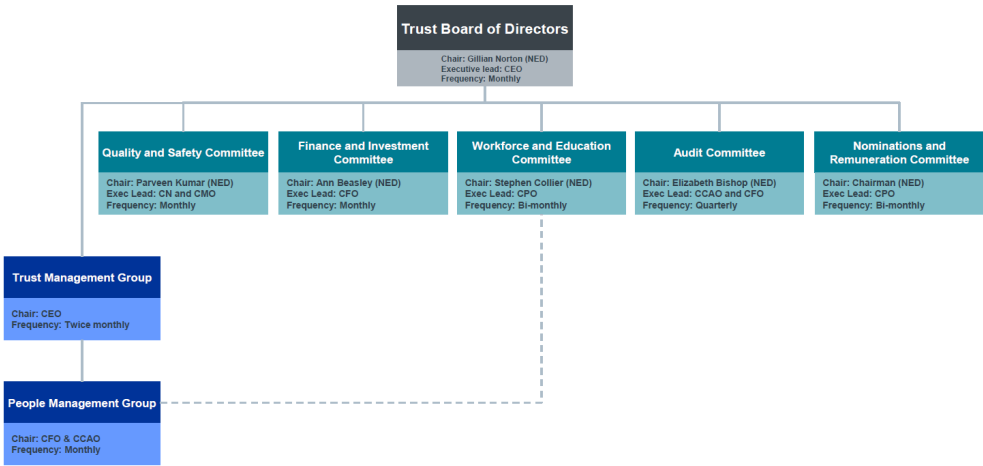 Trust Board of Directors
Chair: Gillian Norton (NED)
Executive lead: CEO
Frequency: Monthly
Quality and Safety Committee
Chair: Parveen Kumar (NED)
Exec Lead: CN and CMO
Frequency: Monthly
Finance and Investment
Committee
Chair: Ann Beasley (NED)
Exec Lead: CFO
Frequency: Monthly
Workforce and Education
Committee
Chair: Stephen Collier (NED)
Exec Lead: CPO
Frequency: Bi-monthly
Audit Committee
Chair: Elizabeth Bishop (NED)
Exec Lead: CCAO and CFO
Frequency: Quarterly
Nominations and
Remuneration Committee
Chair: Chairman (NED)
Exec Lead: CPO
Frequency: Bi-monthly
Trust Management Group
Chair: CEO
Frequency: Twice monthly
People Management Group
Chair: CFO & CCAO
Frequency: Monthly